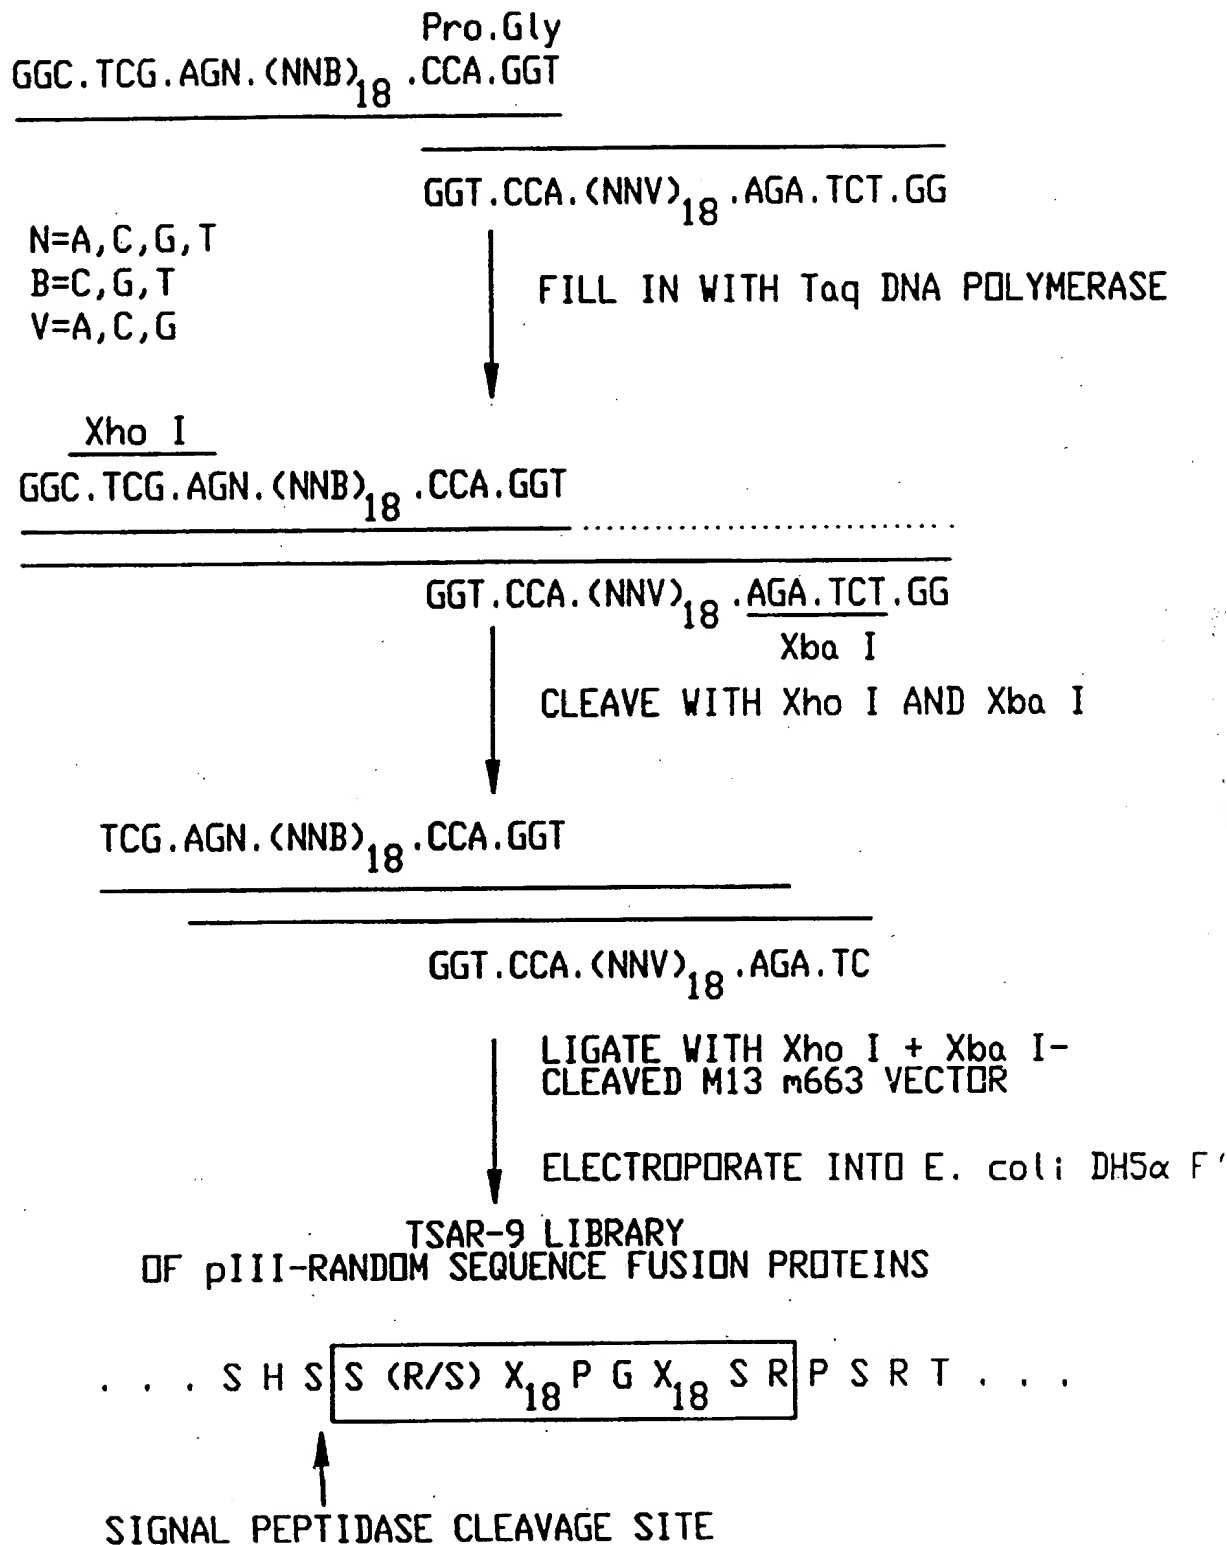 Pro.Gly
GGC.TCG.AGN.(NNB)18.CCA.GGT
GGT.CCA.(NNV)18.AGA.TCT.GG
N=A,C,G,T
B=C,G,T
V=A,C,G
FILL IN WITH Taq DNA POLYMERASE
Xho I
GGC.TCG.AGN.(NNB)18.CCA.GGT
GGT.CCA.(NNV)18.AGA.TCT.GG
Xba I
CLEAVE WITH Xho I AND Xba I
TCG.AGN.(NNB)18.CCA.GGT
GGT.CCA.(NNV)18.AGA.TC
LIGATE WITH Xho I + Xba I-
CLEAVED M13 m663 VECTOR
ELECTROPORATE INTO E. coli DH5α F'
TSAR-9 LIBRARY
OF pIII-RANDOM SEQUENCE FUSION PROTEINS
. . . S H S S (R/S) X18 P G X18 S R P S R T . . .
SIGNAL PEPTIDASE CLEAVAGE SITE